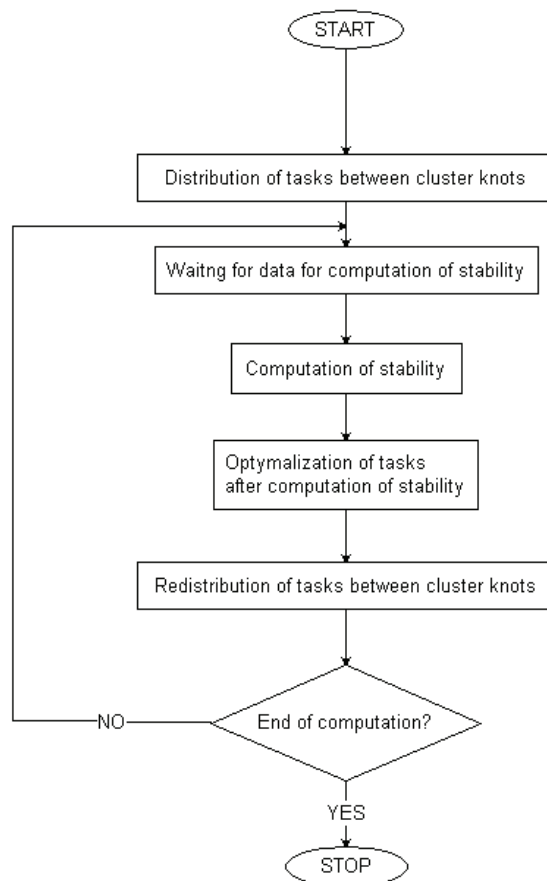 START
Distribution of tasks between cluster knots
Waitng for data for computation of stability
Computation of stability
Optymalization of tasks
after computation of stability
Redistribution of tasks between cluster knots
End of computation?
NO
YES
STOP